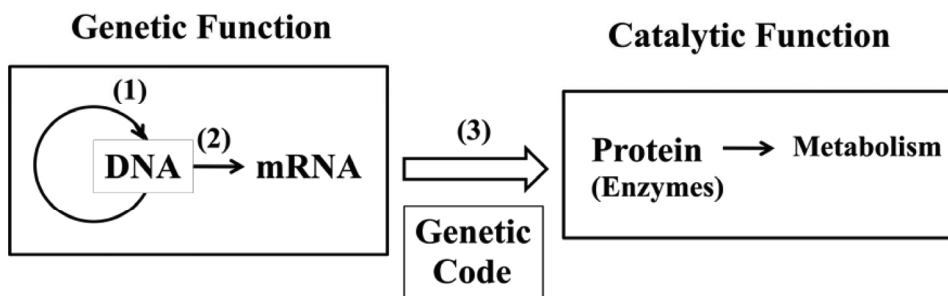 Genetic Function
Catalytic Function
(1)
(2)
DNA
mRNA
(3)
Genetic
Code
Protein
(Enzymes)
Metabolism